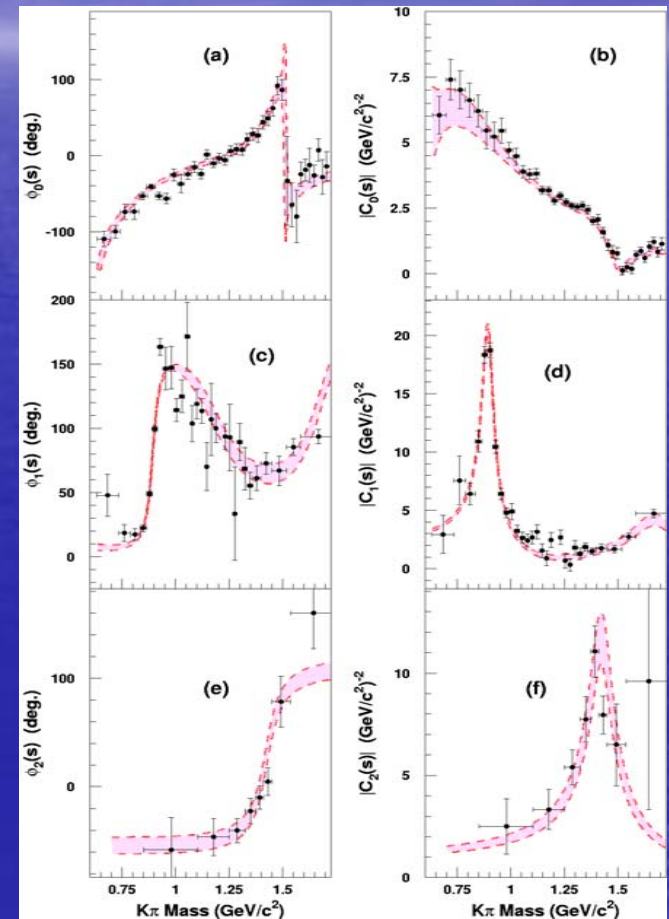 (a)
ϕ₀(s) (deg.)
100
0
-100
(b)
|C₀(s)| (GeV/c²)⁻²
10
7.5
5
2.5
0
(c)
ϕ₁(s) (deg.)
200
150
100
50
0
(d)
|C₁(s)| (GeV/c²)⁻²
20
15
10
5
0
(e)
ϕ₂(s) (deg.)
100
0
0.75 1 1.25 1.5
Kπ Mass (GeV/c²)
(f)
|C₂(s)| (GeV/c²)⁻²
10
5
0
0.75 1 1.25 1.5
Kπ Mass (GeV/c²)